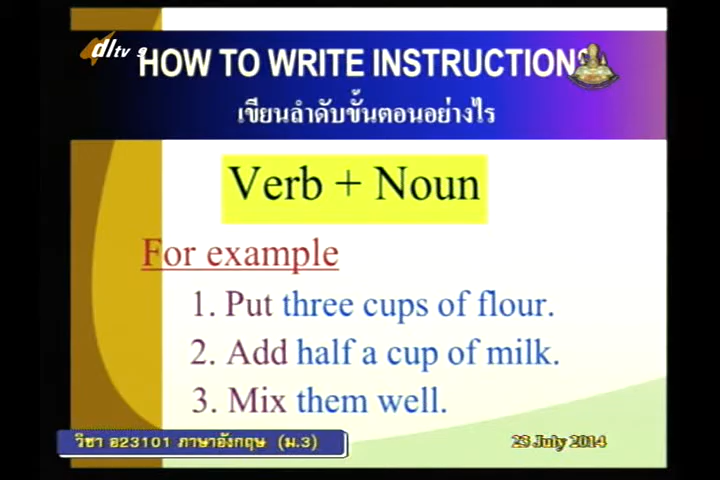 dltv 9
HOW TO WRITE INSTRUCTIONS
เขียนลำดับขั้นตอนอย่างไร
Verb + Noun
For example
1. Put three cups of flour.
2. Add half a cup of milk.
3. Mix them well.
วิชา อ23101 ภาษาอังกฤษ (ม.3)
23 July 2014